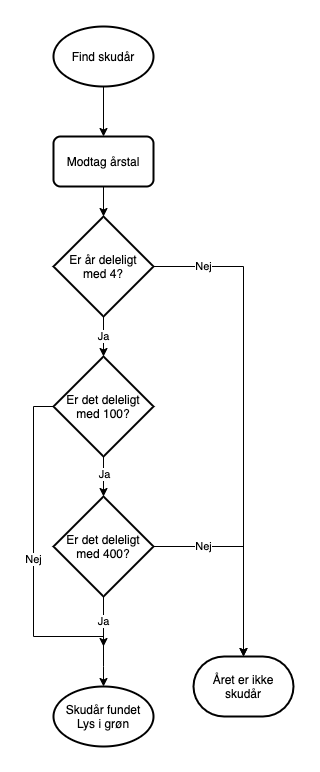 Find skudår
Modtag årstal
Er år deleligt
med 4?
Nej
Ja
Er det deleligt
med 100?
Ja
Er det deleligt
med 400?
Nej
Nej
Ja
Skudår fundet
Lys i grøn
Året er ikke
skudår